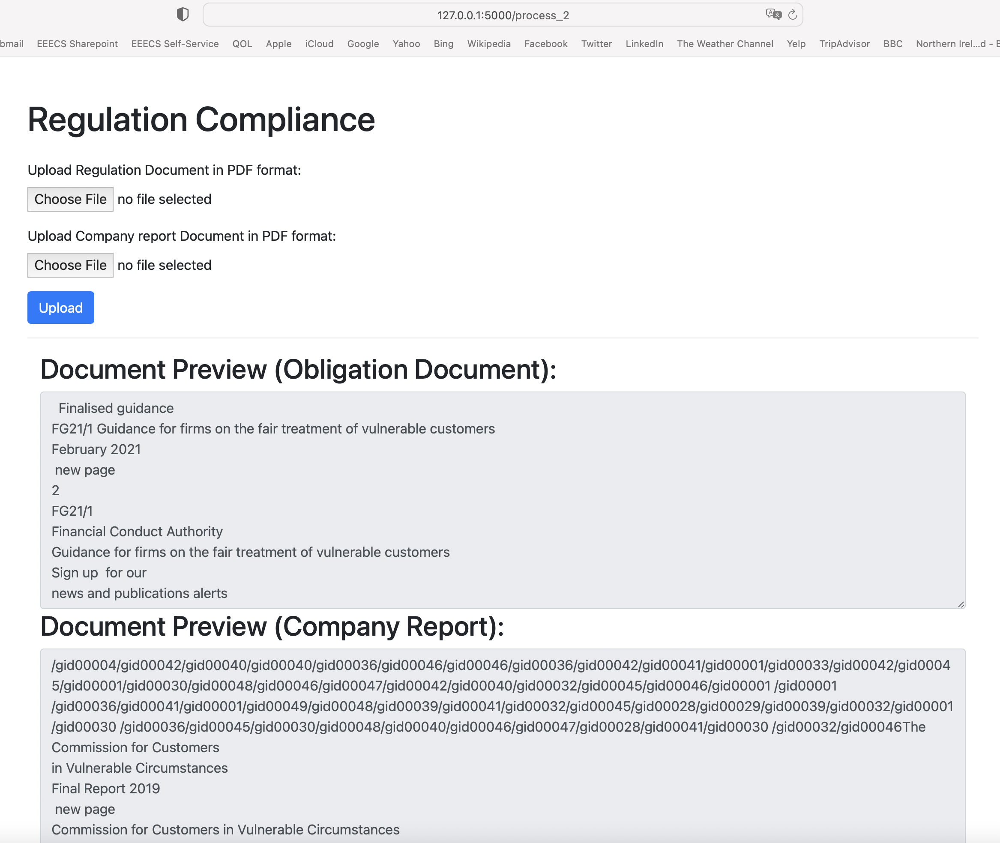 127.0.0.1:5000/process_2
bmail EEECS Sharepoint EEECS Self-Service QOL Apple iCloud Google Yahoo Bing Wikipedia Facebook Twitter LinkedIn The Weather Channel Yelp TripAdvisor BBC Northern Irel...d - B
Regulation Compliance
Upload Regulation Document in PDF format:
Choose File no file selected
Upload Company report Document in PDF format:
Choose File no file selected
Upload
Document Preview (Obligation Document):
Finalised guidance
FG21/1 Guidance for firms on the fair treatment of vulnerable customers
February 2021
new page
2
FG21/1
Financial Conduct Authority
Guidance for firms on the fair treatment of vulnerable customers
Sign up  for our
news and publications alerts
Document Preview (Company Report):
/gid00004/gid00042/gid00040/gid00040/gid00036/gid00046/gid00046/gid00036/gid00042/gid00041/gid00001/gid00033/gid00042/gid0004
5/gid00001/gid00030/gid00048/gid00046/gid00047/gid00042/gid00040/gid00032/gid00045/gid00046/gid00001 /gid00001
/gid00036/gid00041/gid00001/gid00049/gid00048/gid00039/gid00041/gid00032/gid00045/gid00028/gid00029/gid00039/gid00032/gid00001
/gid00030 /gid00036/gid00045/gid00030/gid00048/gid00040/gid00046/gid00047/gid00028/gid00041/gid00030 /gid00032/gid00046The
Commission for Customers
in Vulnerable Circumstances
Final Report 2019
new page
Commission for Customers in Vulnerable Circumstances